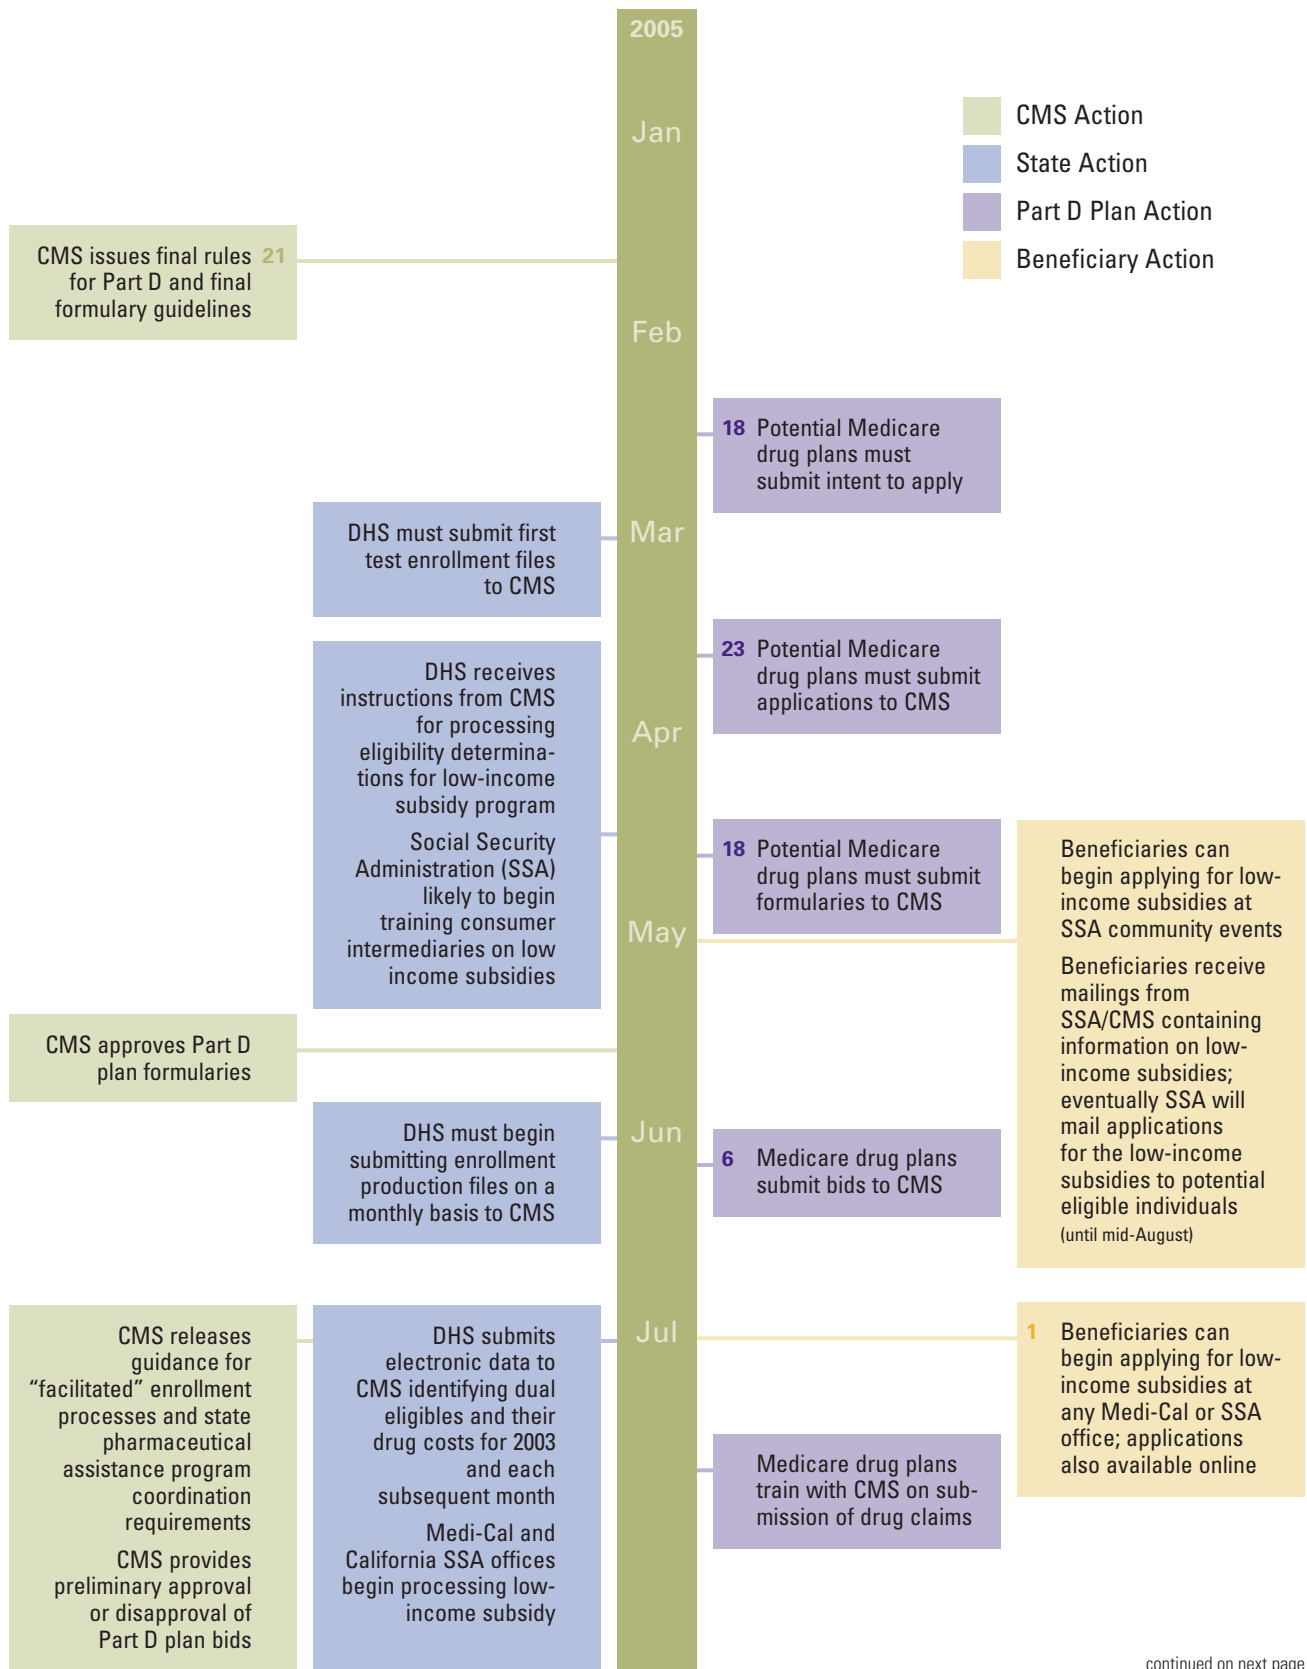 2005
Jan
CMS Action
State Action
Part D Plan Action
Beneficiary Action
CMS issues final rules 21
for Part D and final
formulary guidelines
Feb
18 Potential Medicare
drug plans must
submit intent to apply
Mar
DHS must submit first
test enrollment files
to CMS
23 Potential Medicare
drug plans must submit
applications to CMS
DHS receives
instructions from CMS
for processing
eligibility determina-
tions for low-income
subsidy program
Social Security
Administration (SSA)
likely to begin
training consumer
intermediaries on low
income subsidies
Apr
18 Potential Medicare
drug plans must submit
formularies to CMS
May
Beneficiaries can
begin applying for low-
income subsidies at
SSA community events
Beneficiaries receive
mailings from
SSA/CMS containing
information on low-
income subsidies;
eventually SSA will
mail applications
for the low-income
subsidies to potential
eligible individuals
(until mid-August)
CMS approves Part D
plan formularies
Jun
DHS must begin
submitting enrollment
production files on a
monthly basis to CMS
6 Medicare drug plans
submit bids to CMS
Jul
CMS releases
guidance for
“facilitated” enrollment
processes and state
pharmaceutical
assistance program
coordination
requirements
CMS provides
preliminary approval
or disapproval of
Part D plan bids
DHS submits
electronic data to
CMS identifying dual
eligibles and their
drug costs for 2003
and each
subsequent month
Medi-Cal and
California SSA offices
begin processing low-
income subsidy
1 Beneficiaries can
begin applying for low-
income subsidies at
any Medi-Cal or SSA
office; applications
also available online
Medicare drug plans
train with CMS on sub-
mission of drug claims
continued on next page